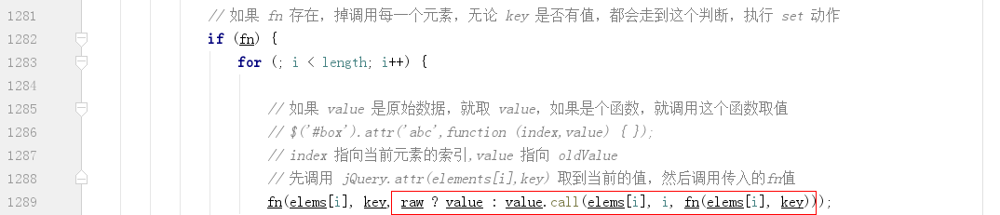 1281 // 如果 fn 存在，掉调用每一个元素，无论 key 是否有值，都会走到这个判断，执行 set 动作
1282 if (fn) {
1283 for (; i < length; i++) {
1284
1285 // 如果 value 是原始数据，就取 value，如果是个函数，就调用这个函数取值
1286 // $('#box').attr('abc',function (index,value) { });
1287 // index 指向当前元素的索引,value 指向 oldValue
1288 // 先调用 jQuery.attr(elements[i],key) 取到当前的值，然后调用传入的fn值
1289 fn(elems[i], key, raw ? value : value.call(elems[i], i, fn(elems[i], key)));